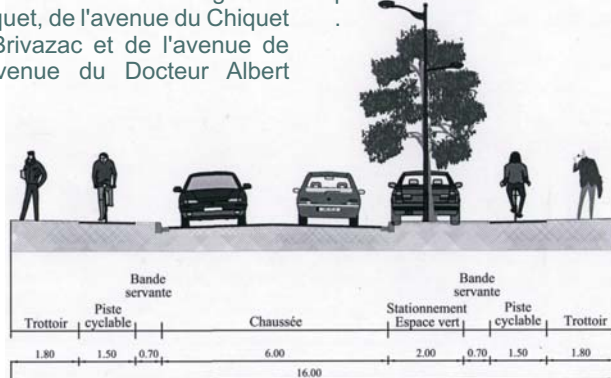 quet, de l'avenue du Chiquet
Brivazac et de l'avenue de
venue du Docteur Albert
.
Bande
servante
Bande
servante
Trottoir
Piste
cyclable
Chaussée
Stationnement
Espace vert
Piste
cyclable
Trottoir
1.80 1.50 0.70 6.00 2.00 0.70 1.50 1.80
16.00